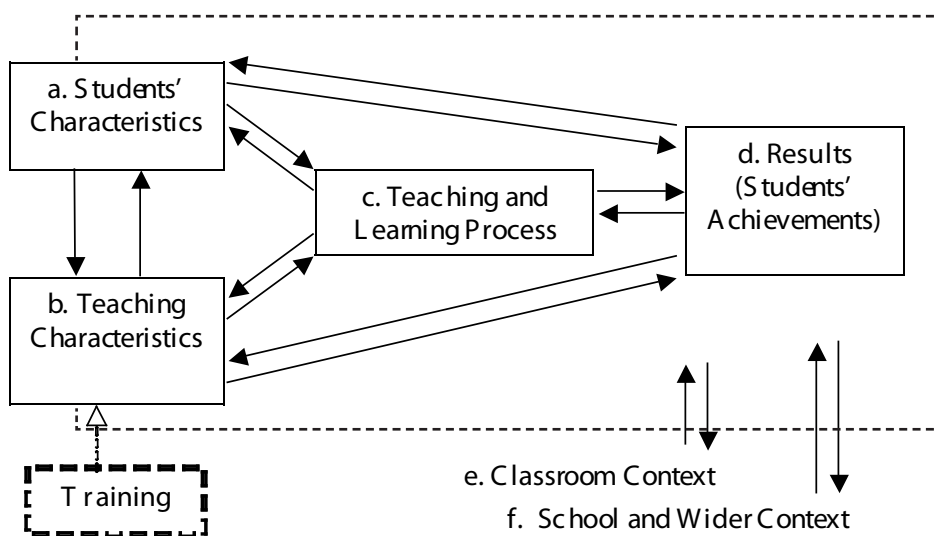 a. Students'
Characteristics
d. Results
(Students'
Achievements)
c. Teaching and
Learning Process
b. Teaching
Characteristics
e. Classroom Context
Training
f. School and Wider Context